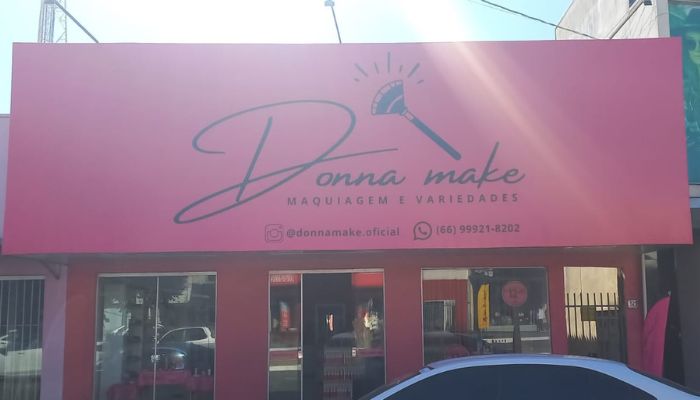 Donna make
MAQUIAGEM E VARIEDADES
@donnamake.oficial (66) 99921-8202